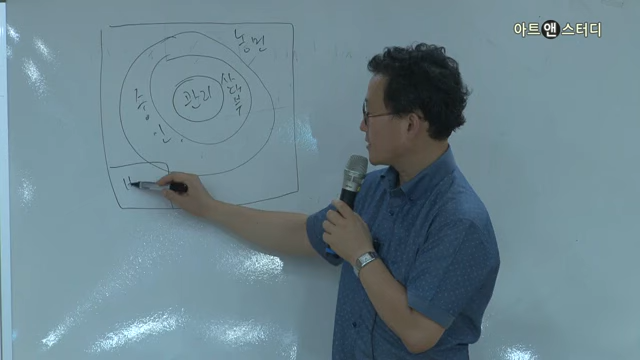 아트앤스터디
농민
사대부
관리
중인